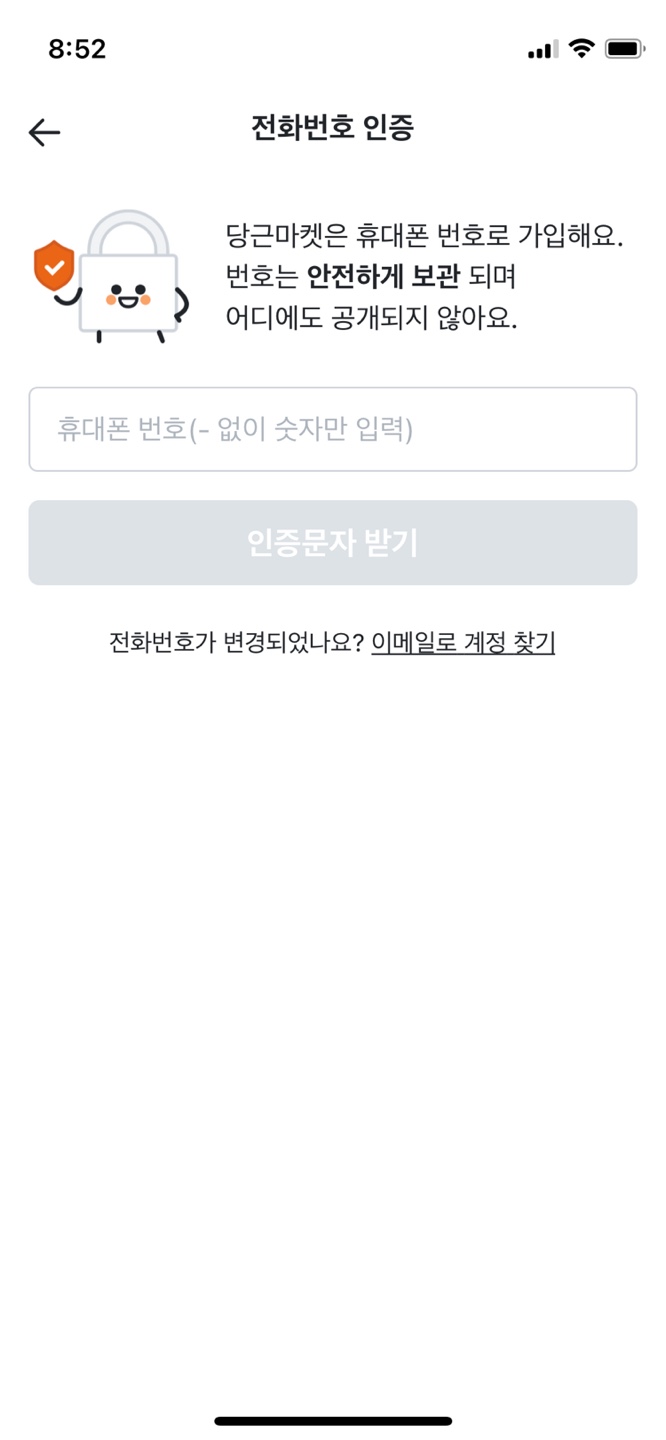 8:52
전화번호 인증
당근마켓은 휴대폰 번호로 가입해요.
번호는 안전하게 보관 되며
어디에도 공개되지 않아요.
휴대폰 번호(- 없이 숫자만 입력)
인증문자 받기
전화번호가 변경되었나요? 이메일로 계정 찾기